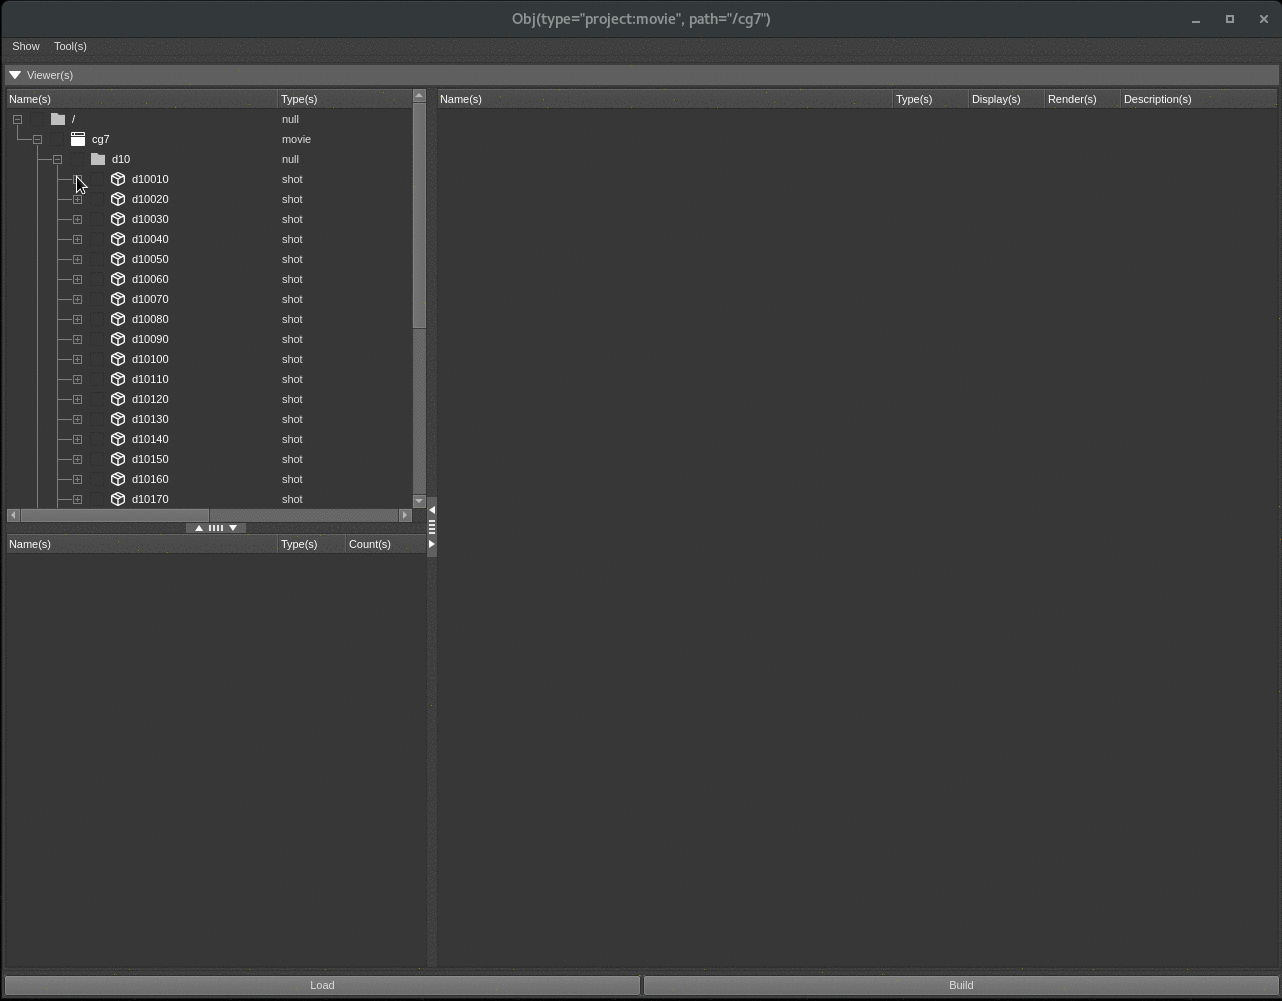 Obj(type="project:movie", path="/cg7")
Show Tool(s)
Viewer(s)
Name(s) Type(s) Name(s) Type(s) Display(s) Render(s) Description(s)
/ null
cg7 movie
d10 null
d10010 shot
d10020 shot
d10030 shot
d10040 shot
d10050 shot
d10060 shot
d10070 shot
d10080 shot
d10090 shot
d10100 shot
d10110 shot
d10120 shot
d10130 shot
d10140 shot
d10150 shot
d10160 shot
d10170 shot
Name(s) Type(s) Count(s)
Load Build